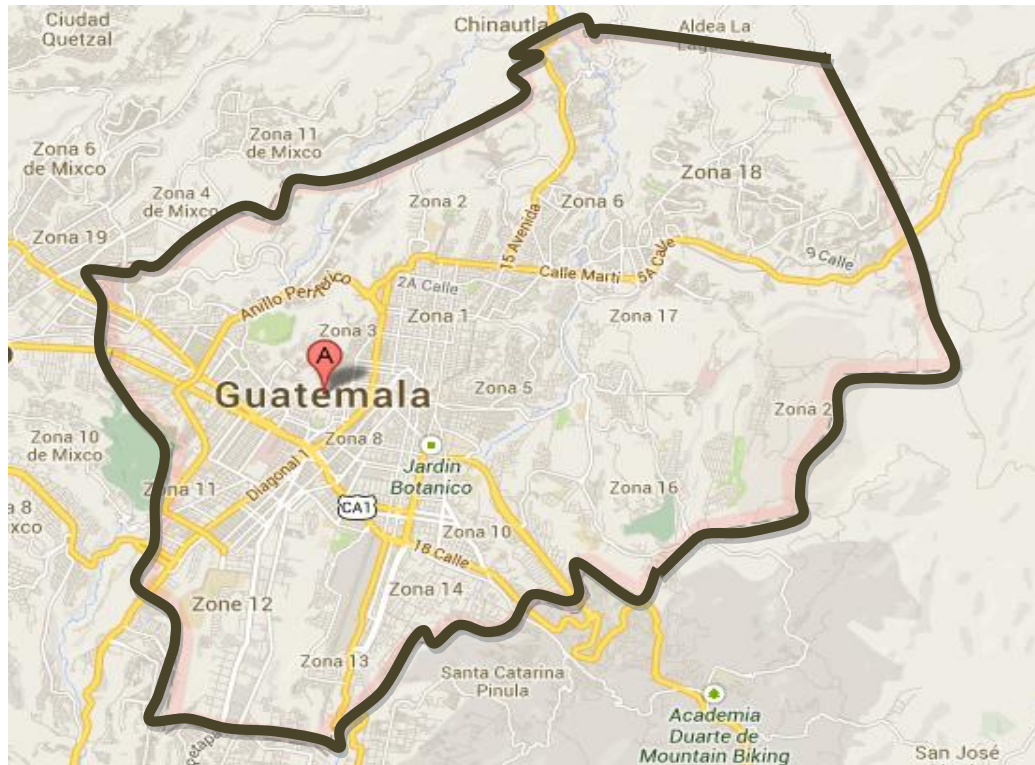 Ciudad
Quetzal
Chinautla
Aldea La
Zona 11
de Mixco
Zona 6
de Mixco
Zona 4
de Mixco
Zona 2
Zona 6
Zona 18
Zona 19
15 Avenida
5A Calle
9 Calle
Calle Marti
Anillo Periferico
2A Calle
Zona 1
Zona 17
Zona 3
A
Guatemala
Zona 5
Zona 2
Zona 10
de Mixco
Zona 8
Jardin
Botanico
Diagonal 1
Zona 11
Zona 16
CA1
Zona 10
18 Calle
Zona 14
Zone 12
Zona 13
Santa Catarina
Pinula
Academia
Duarte de
Mountain Biking
San José